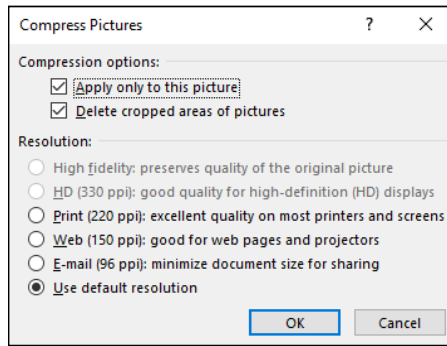 Compress Pictures ? ×
Compression options:
Apply only to this picture
Delete cropped areas of pictures
Resolution:
High fidelity: preserves quality of the original picture
HD (330 ppi): good quality for high-definition (HD) displays
Print (220 ppi): excellent quality on most printers and screens
Web (150 ppi): good for web pages and projectors
E-mail (96 ppi): minimize document size for sharing
Use default resolution
OK Cancel